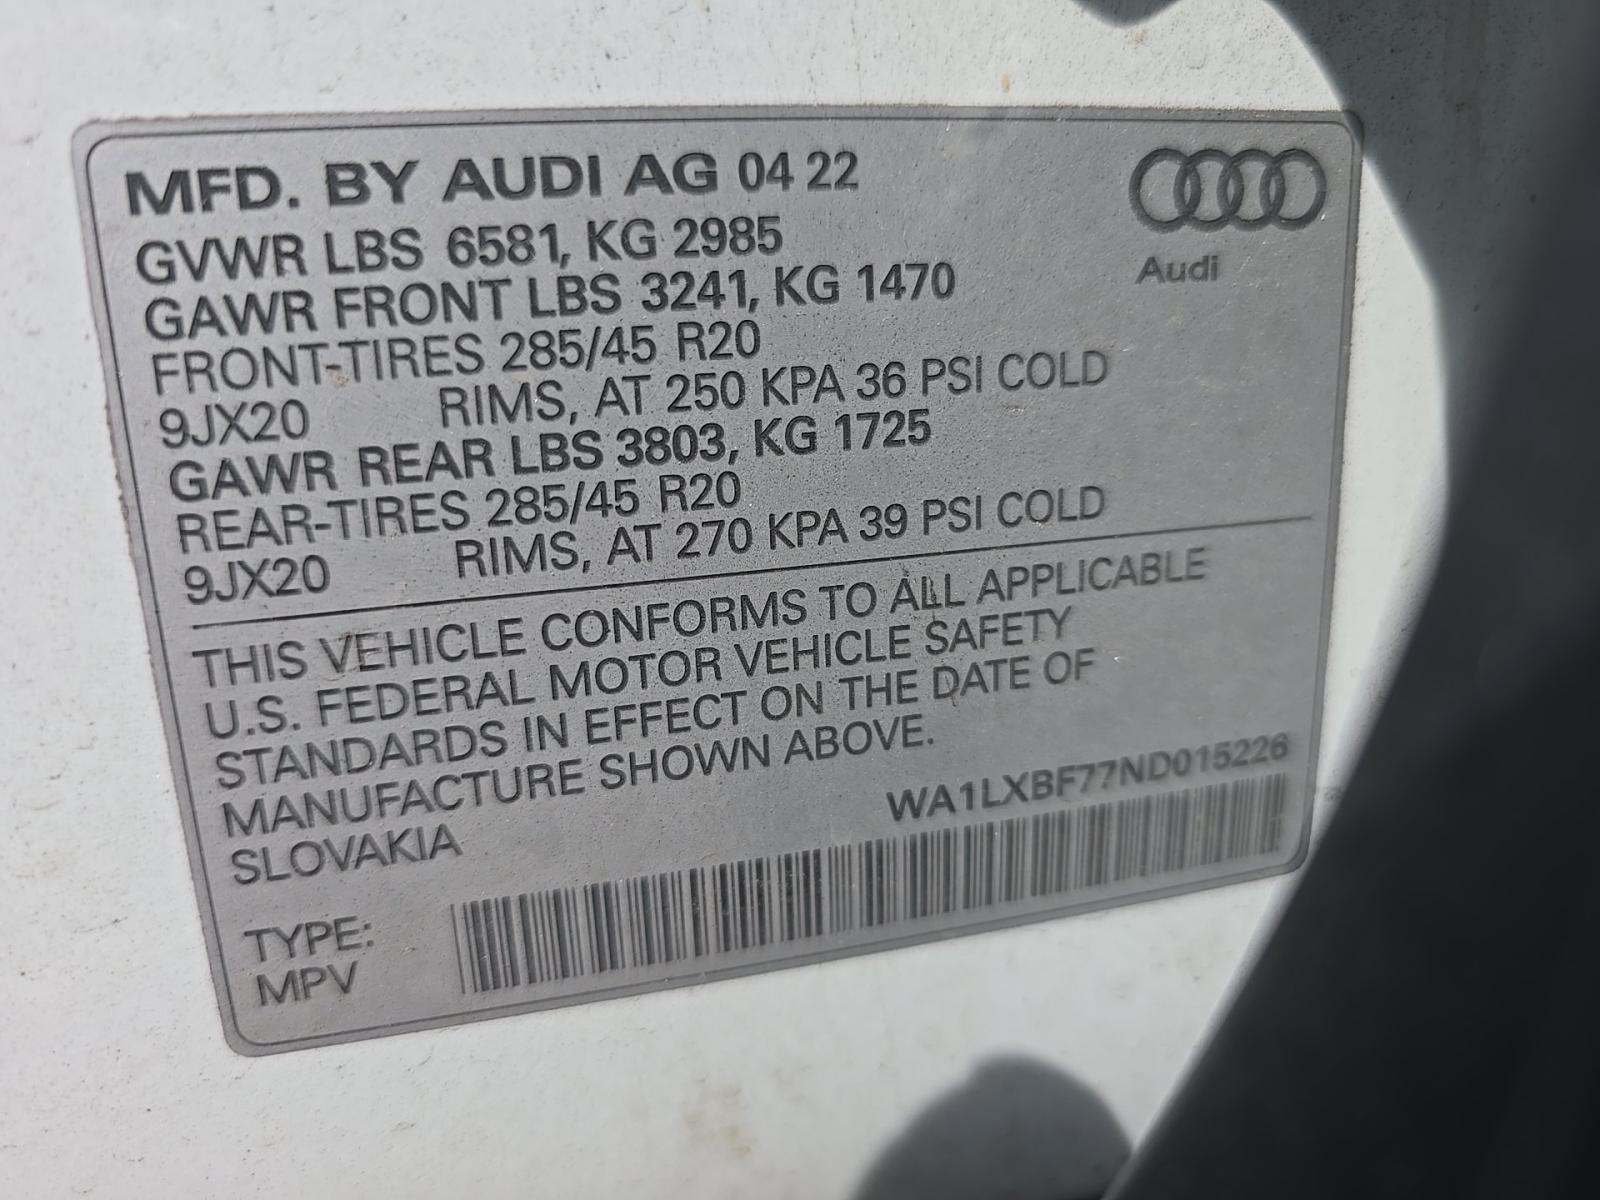 MFD. BY AUDI AG 04 22
Audi
GVWR LBS 6581, KG 2985
GAWR FRONT LBS 3241, KG 1470
FRONT-TIRES 285/45 R20
9JX20 RIMS, AT 250 KPA 36 PSI COLD
GAWR REAR LBS 3803, KG 1725
REAR-TIRES 285/45 R20
9JX20 RIMS, AT 270 KPA 39 PSI COLD
THIS VEHICLE CONFORMS TO ALL APPLICABLE
U.S. FEDERAL MOTOR VEHICLE SAFETY
STANDARDS IN EFFECT ON THE DATE OF
MANUFACTURE SHOWN ABOVE.
SLOVAKIA
WA1LXBF77ND015226
TYPE:
MPV